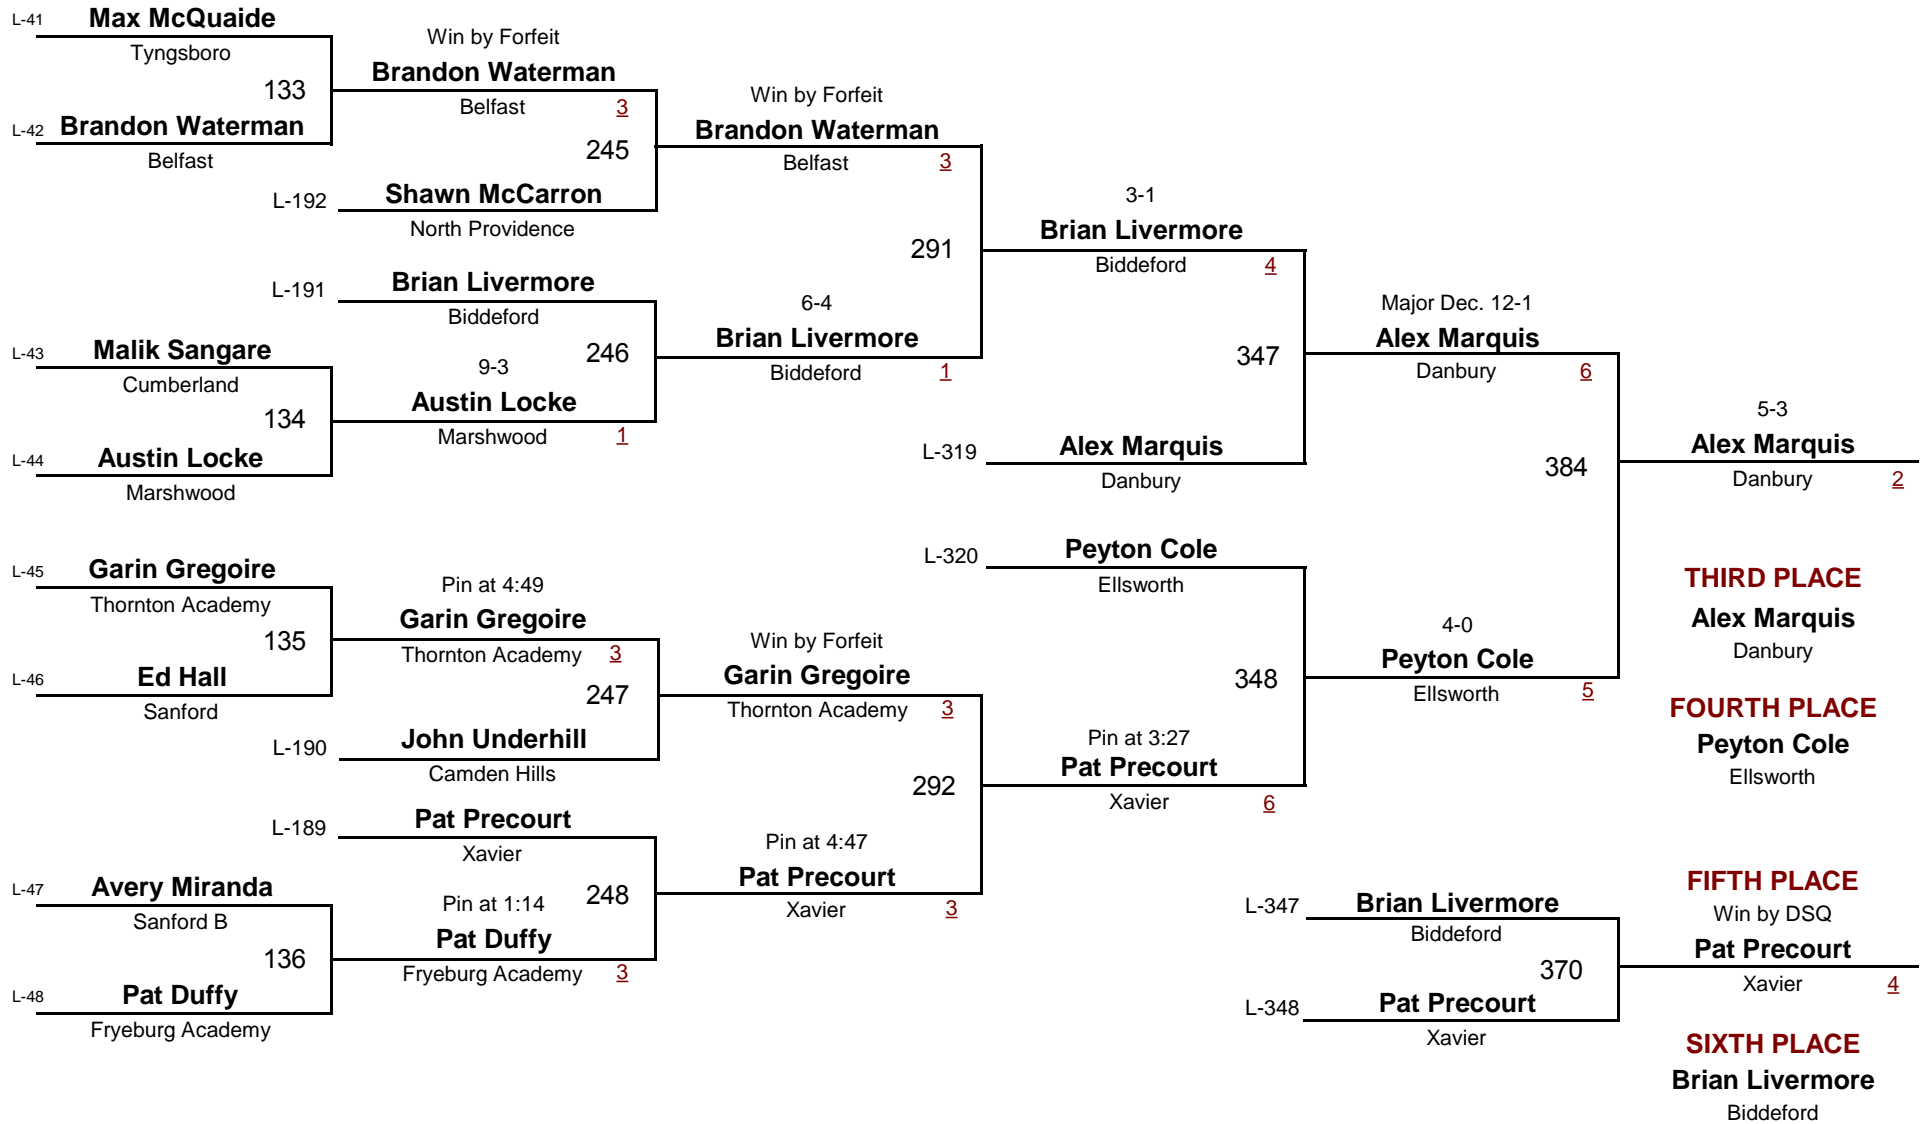 L-41 Max McQuaide
Tyngsboro
133
L-42 Brandon Waterman
Belfast
Win by Forfeit
Brandon Waterman
Belfast 3
245
L-192 Shawn McCarron
North Providence
Win by Forfeit
Brandon Waterman
Belfast 3
291
L-191 Brian Livermore
Biddeford
246
L-43 Malik Sangare
Cumberland
134
L-44 Austin Locke
Marshwood
9-3
Austin Locke
Marshwood 1
6-4
Brian Livermore
Biddeford 1
3-1
Brian Livermore
Biddeford 4
347
L-319 Alex Marquis
Danbury
Major Dec. 12-1
Alex Marquis
Danbury 6
384
5-3
Alex Marquis
Danbury 2
L-45 Garin Gregoire
Thornton Academy
135
L-46 Ed Hall
Sanford
Pin at 4:49
Garin Gregoire
Thornton Academy 3
247
L-190 John Underhill
Camden Hills
Win by Forfeit
Garin Gregoire
Thornton Academy 3
292
L-189 Pat Precourt
Xavier
248
L-47 Avery Miranda
Sanford B
136
L-48 Pat Duffy
Fryeburg Academy
Pin at 1:14
Pat Duffy
Fryeburg Academy 3
Pin at 4:47
Pat Precourt
Xavier 3
L-320 Peyton Cole
Ellsworth
348
Pin at 3:27
Pat Precourt
Xavier 6
4-0
Peyton Cole
Ellsworth 5
THIRD PLACE
Alex Marquis
Danbury
FOURTH PLACE
Peyton Cole
Ellsworth
L-347 Brian Livermore
Biddeford
370
L-348 Pat Precourt
Xavier
FIFTH PLACE
Win by DSQ
Pat Precourt
Xavier 4
SIXTH PLACE
Brian Livermore
Biddeford